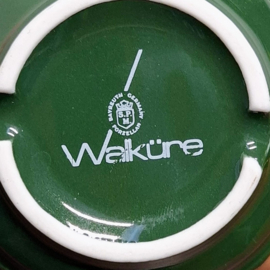 BAYREUTH GERMANY
S.P.M
PORZELLAN
Walküre